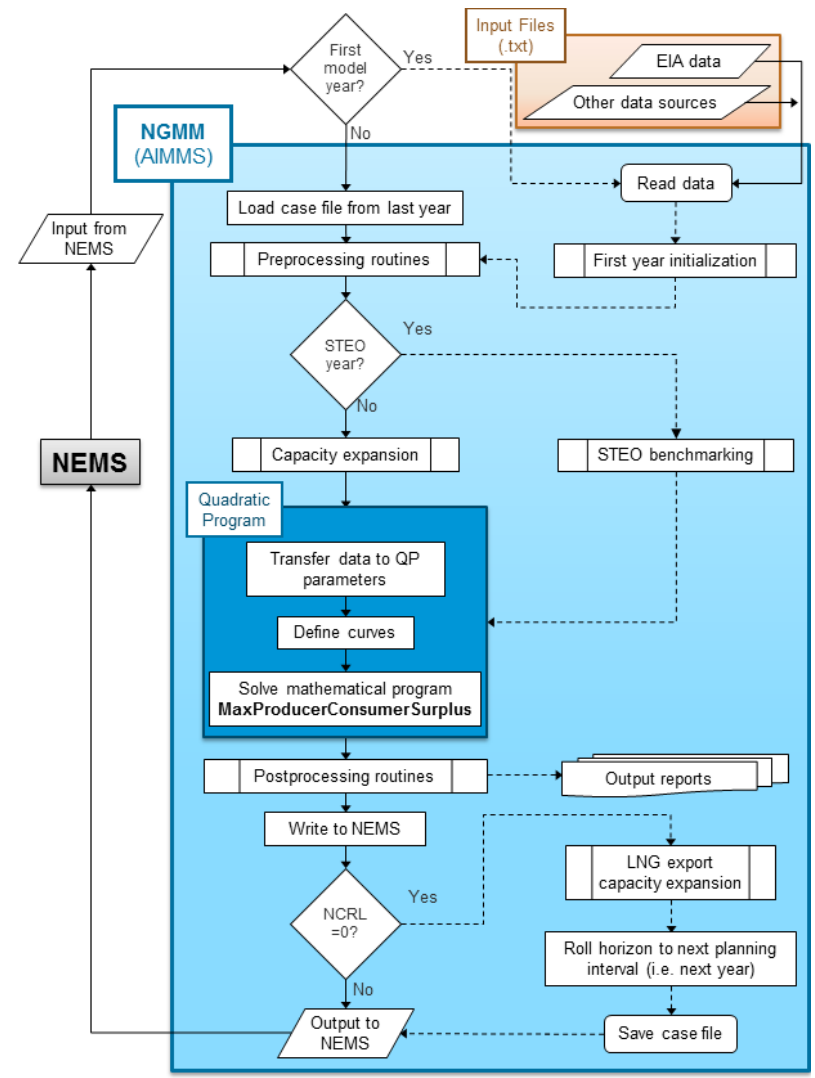 First
model
year?
Yes
No
Input Files
(.txt)
EIA data
Other data sources
NGMM
(AIMMS)
Read data
Load case file from last year
Input from
NEMS
Preprocessing routines
First year initialization
STEO
year?
Yes
No
NEMS
Capacity expansion
STEO benchmarking
Quadratic
Program
Transfer data to QP
parameters
Define curves
Solve mathematical program
MaxProducerConsumerSurplus
Postprocessing routines
Output reports
Write to NEMS
NCRL
=0?
Yes
No
LNG export
capacity expansion
Roll horizon to next planning
interval (i.e. next year)
Output to
NEMS
Save case file